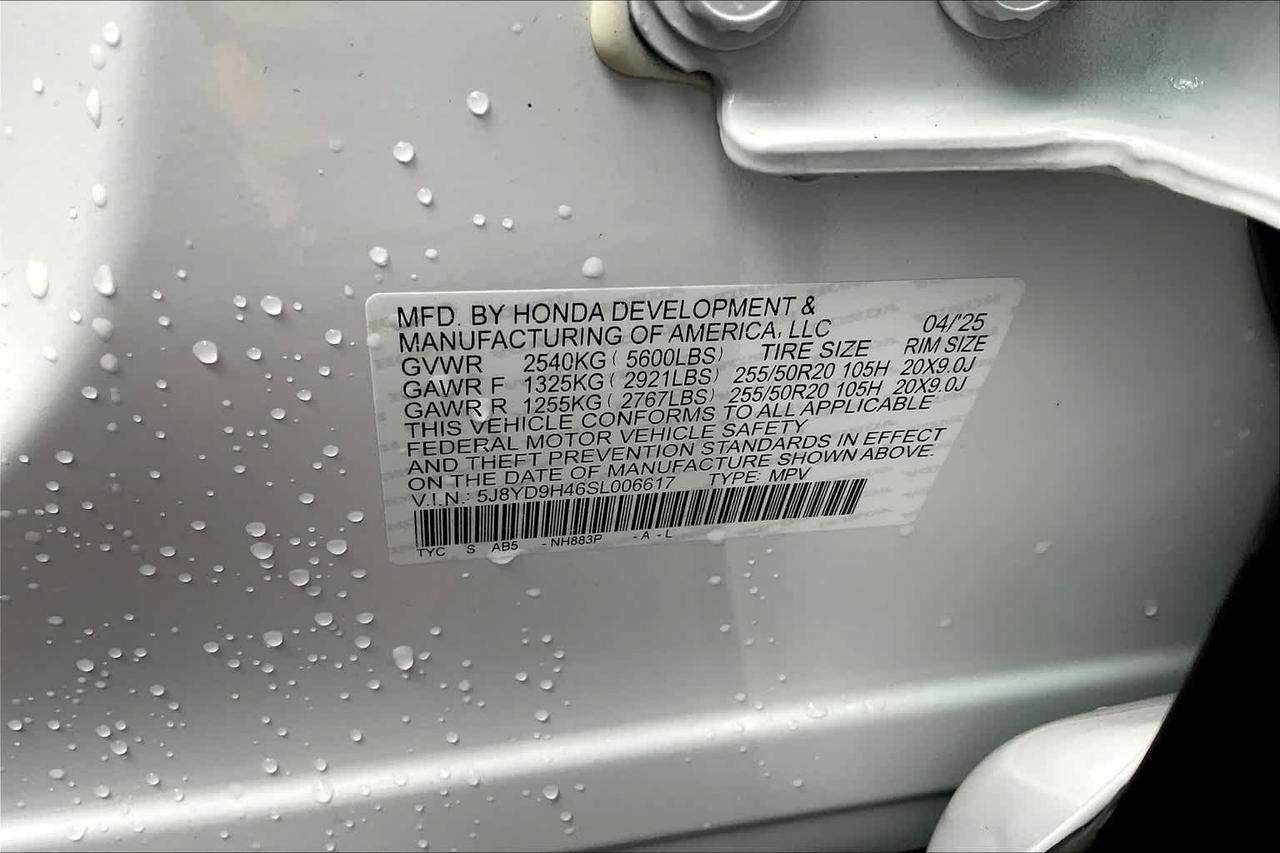 MFD. BY HONDA DEVELOPMENT &
MANUFACTURING OF AMERICA, LLC 04/'25
GVWR 2540KG ( 5600LBS) TIRE SIZE RIM SIZE
GAWR F 1325KG ( 2921LBS) 255/50R20 105H 20X9.0J
GAWR R 1255KG ( 2767LBS) 255/50R20 105H 20X9.0J
THIS VEHICLE CONFORMS TO ALL APPLICABLE
FEDERAL MOTOR VEHICLE SAFETY
AND THEFT PREVENTION STANDARDS IN EFFECT
ON THE DATE OF MANUFACTURE SHOWN ABOVE.
V.I.N.: 5J8YD9H46SL006617 TYPE: MPV
TYC S AB5 - NH883P - A - L